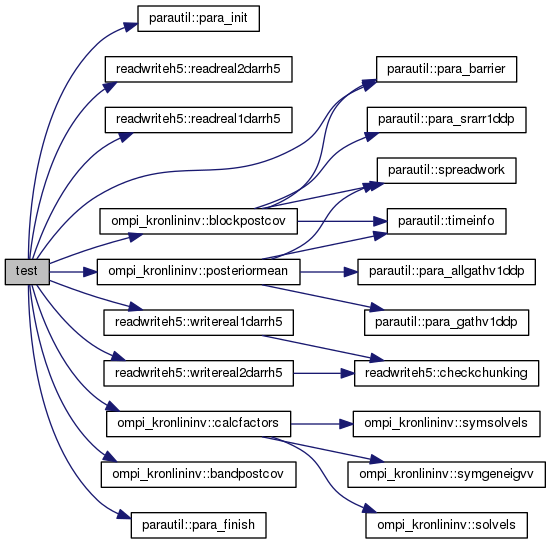 test
parautil::para_init
readwriteh5::readreal2darrh5
readwriteh5::readreal1darrh5
ompi_kronlininv::blockpostcov
ompi_kronlininv::posteriormean
readwriteh5::writereal1darrh5
readwriteh5::writereal2darrh5
ompi_kronlininv::calcfactors
ompi_kronlininv::bandpostcov
parautil::para_finish
parautil::para_barrier
parautil::para_srarr1ddp
parautil::spreadwork
parautil::timeinfo
parautil::para_allgathv1ddp
parautil::para_gathv1ddp
readwriteh5::checkchunking
ompi_kronlininv::symsolvels
ompi_kronlininv::symgeneigvv
ompi_kronlininv::solvels